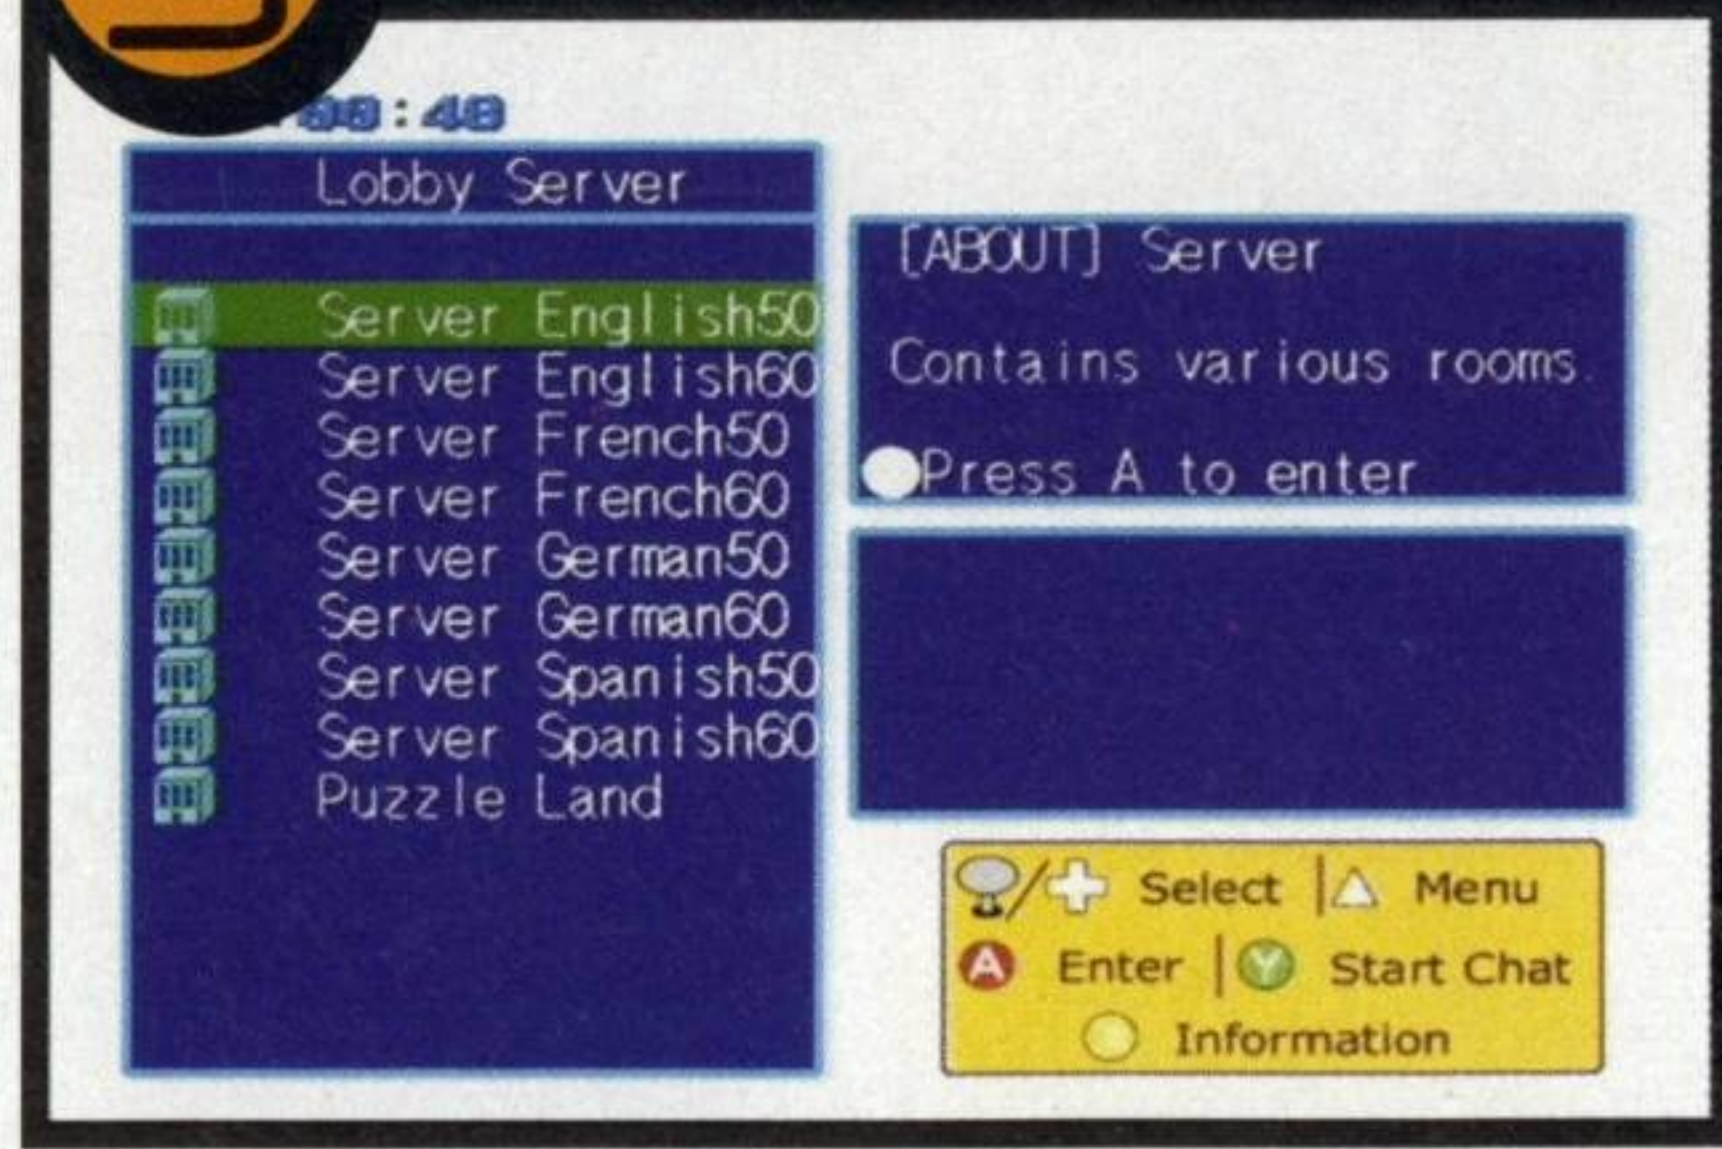 :48
Lobby Server
Server English50
Server English60
Server French50
Server French60
Server German50
Server German60
Server Spanish50
Server Spanish60
Puzzle Land
[ABOUT] Server
Contains various rooms.
Press A to enter
Select | Menu
A Enter | Y Start Chat
Information